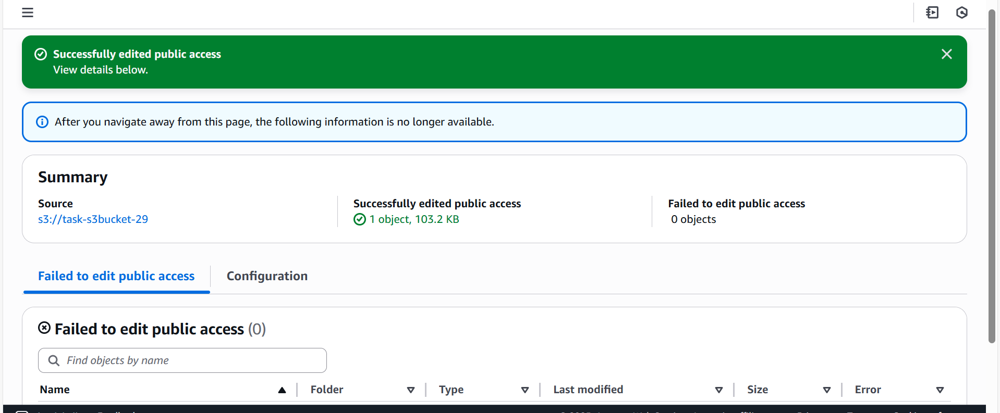 Successfully edited public access
View details below.
After you navigate away from this page, the following information is no longer available.
Summary
Source
s3://task-s3bucket-29
Successfully edited public access
1 object, 103.2 KB
Failed to edit public access
0 objects
Failed to edit public access
Configuration
Failed to edit public access (0)
Find objects by name
Name Folder Type Last modified Size Error